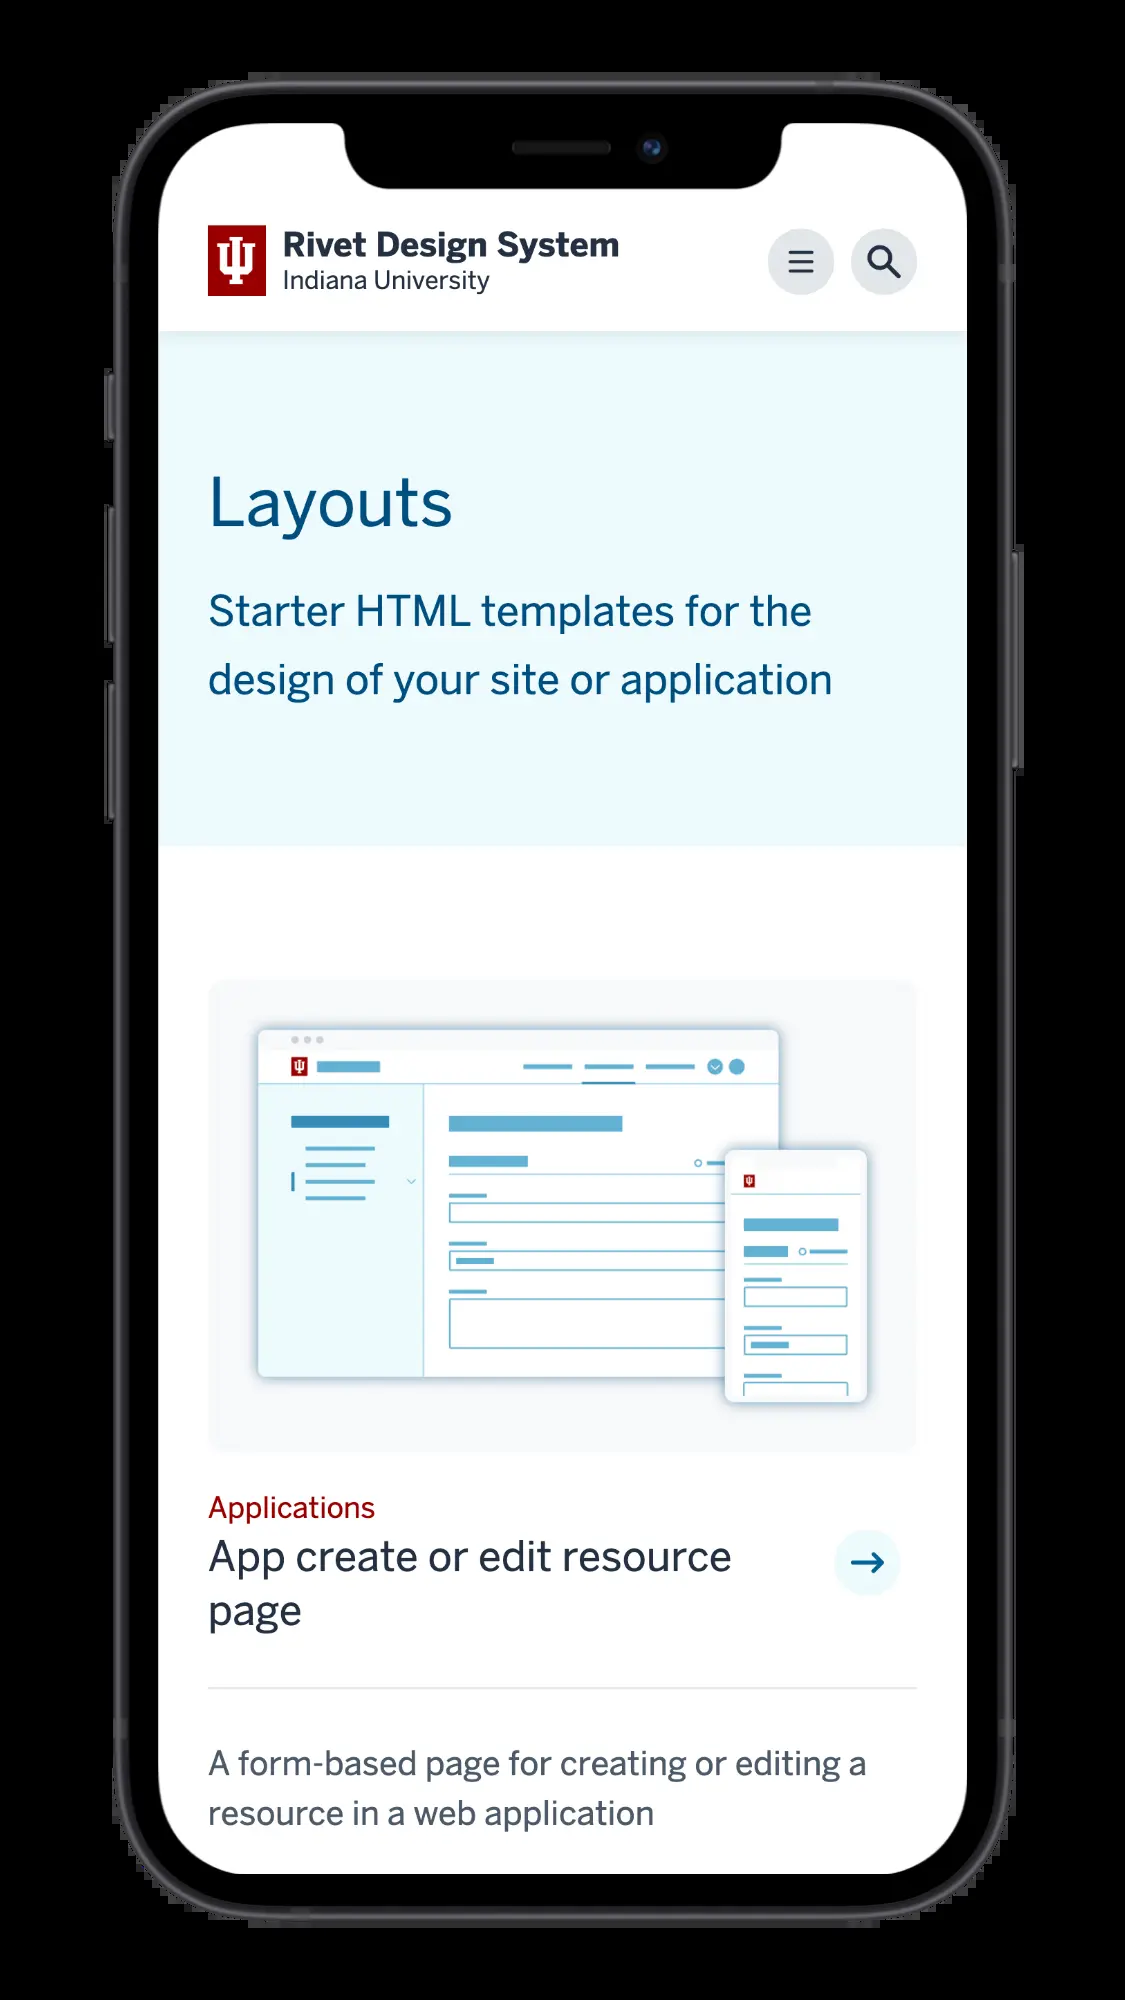 Rivet Design System
Indiana University
Layouts
Starter HTML templates for the
design of your site or application
Applications
App create or edit resource
page
A form-based page for creating or editing a
resource in a web application